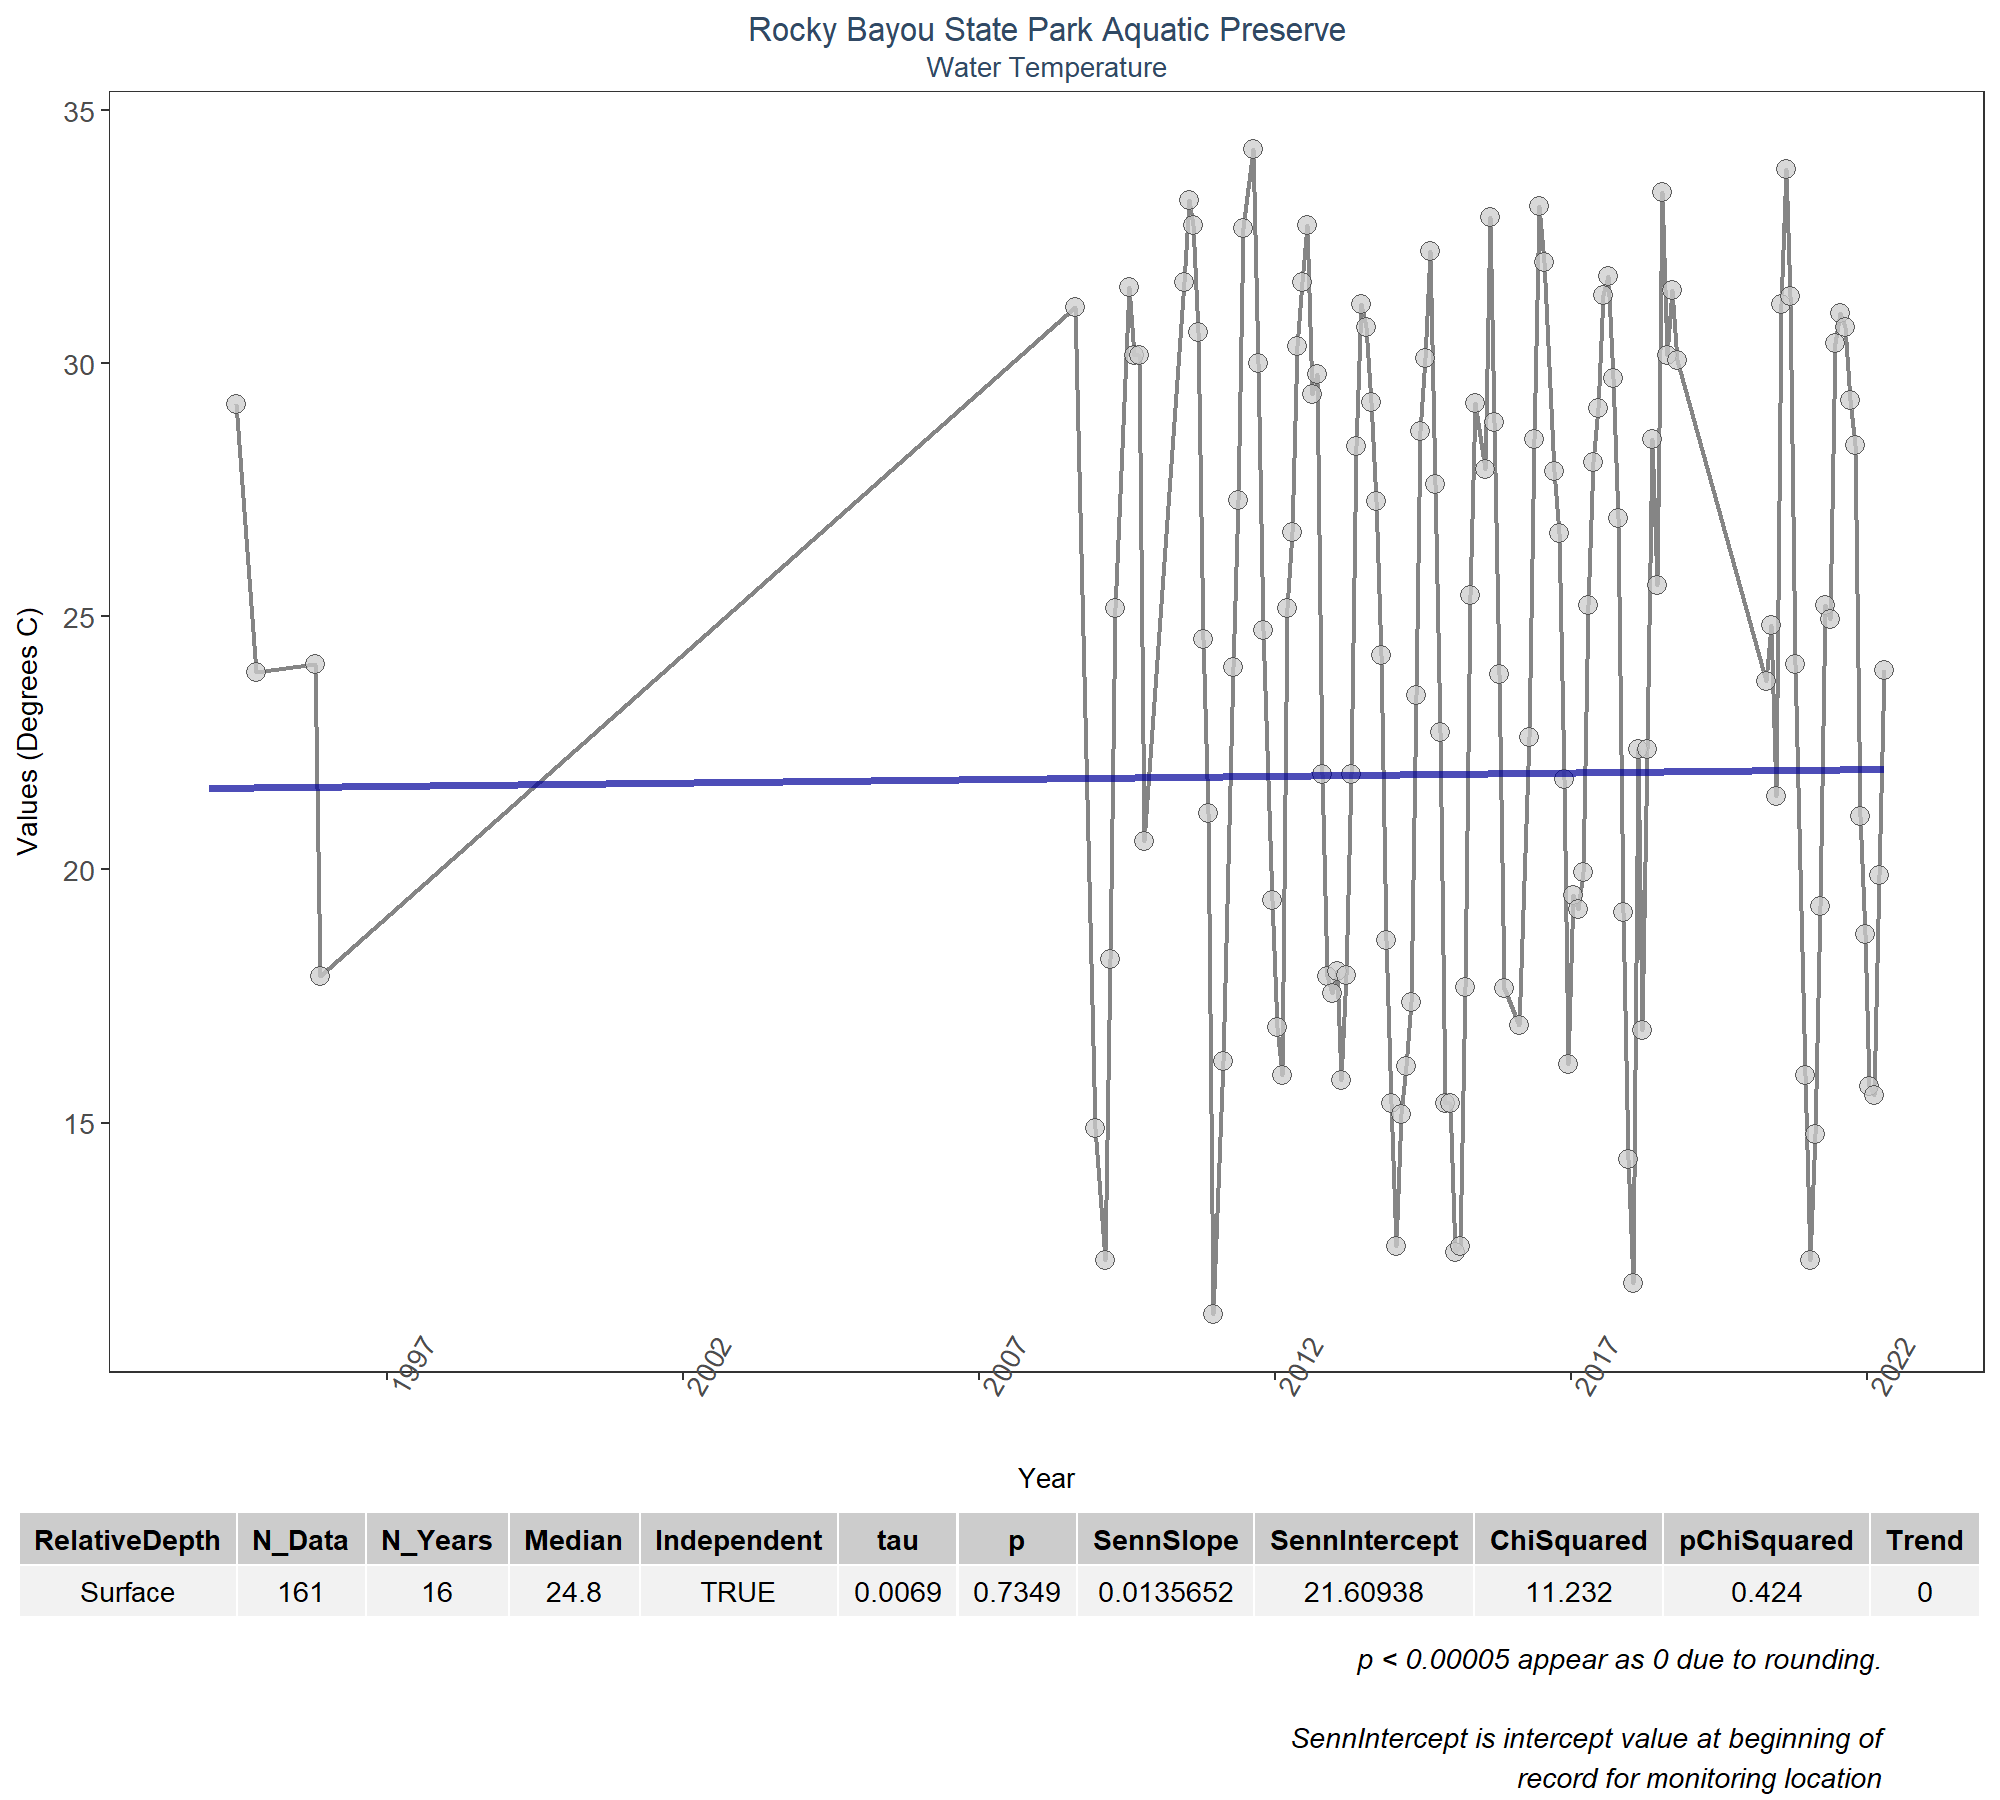 Rocky Bayou State Park Aquatic Preserve
Water Temperature
Values (Degrees C)
35
30
25
20
15
1997
2002
2007
2012
2017
2022
Year
RelativeDepth N_Data N_Years Median Independent tau p SennSlope SennIntercept ChiSquared pChiSquared Trend
Surface 161 16 24.8 TRUE 0.0069 0.7349 0.0135652 21.60938 11.232 0.424 0
p < 0.00005 appear as 0 due to rounding.
SennIntercept is intercept value at beginning of
record for monitoring location